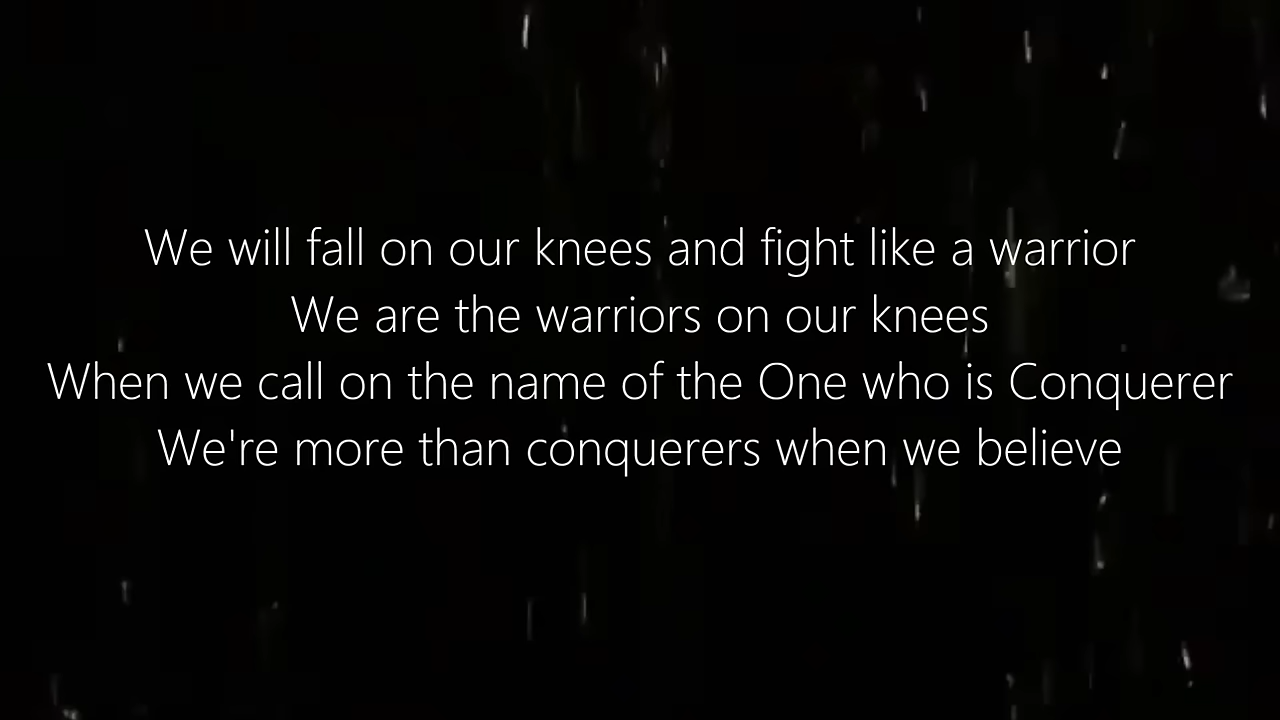 We will fall on our knees and fight like a warrior
We are the warriors on our knees
When we call on the name of the One who is Conquerer
We're more than conquerers when we believe